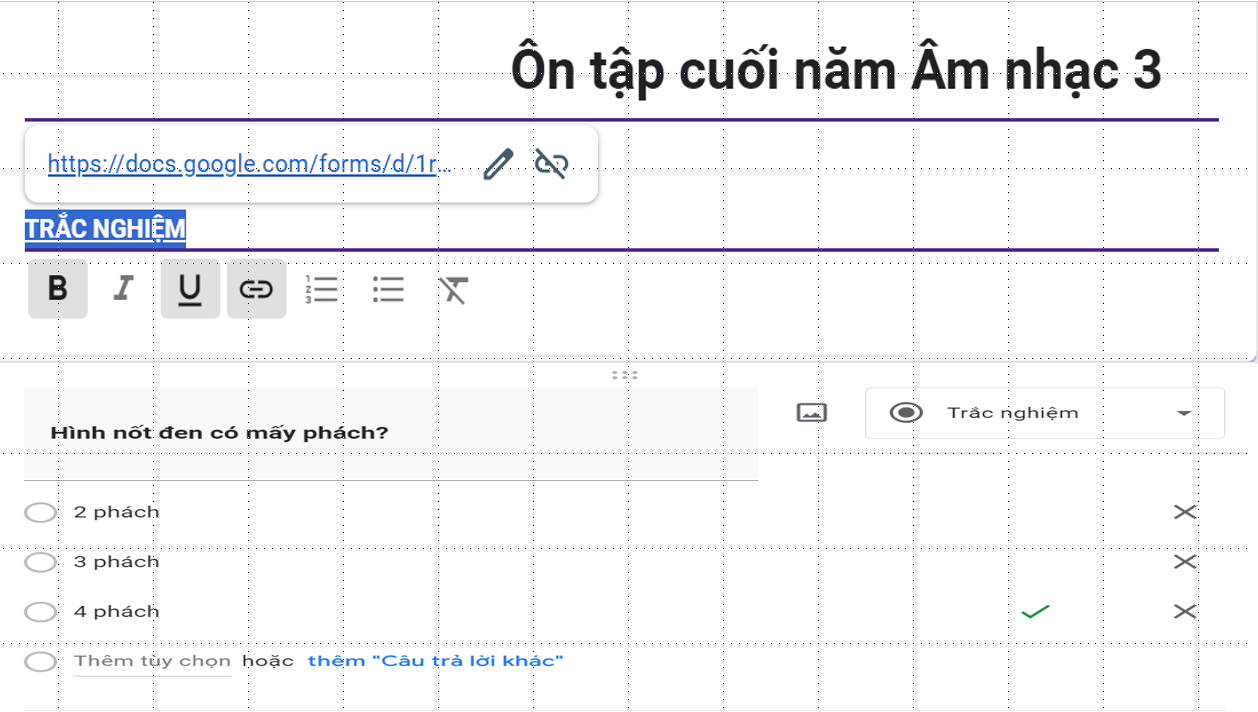 Ôn tập cuối năm Âm nhạc 3
https://docs.google.com/forms/d/1r...
TRẮC NGHIỆM
B I U
Hình nốt đen có mấy phách?
Trắc nghiệm
2 phách
3 phách
4 phách
Thêm tùy chọn hoặc thêm "Câu trả lời khác"